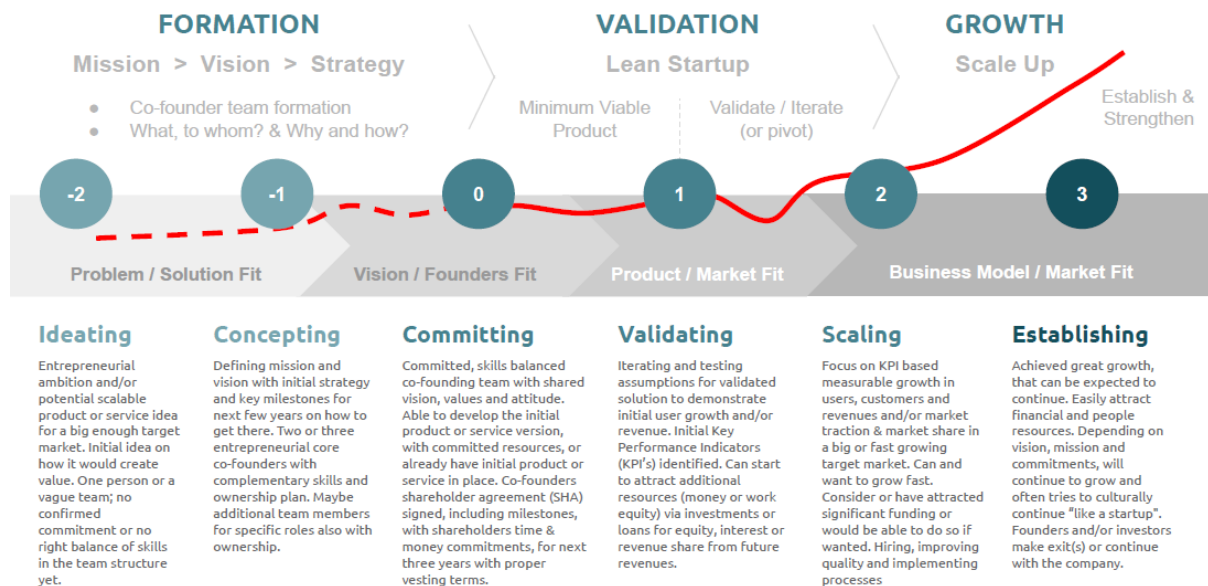 FORMATION
Mission > Vision > Strategy
● Co-founder team formation
● What, to whom? & Why and how?
VALIDATION
Lean Startup
Minimum Viable
Product
Validate / Iterate
(or pivot)
GROWTH
Scale Up
Establish &
Strengthen
-2
-1
0
1
2
3
Problem / Solution Fit
Vision / Founders Fit
Product / Market Fit
Business Model / Market Fit
Ideating
Entrepreneurial
ambition and/or
potential scalable
product or service idea
for a big enough target
market. Initial idea on
how it would create
value. One person or a
vague team; no
confirmed
commitment or no
right balance of skills
in the team structure
yet.
Concepting
Defining mission and
vision with initial strategy
and key milestones for
next few years on how to
get there. Two or three
entrepreneurial core
co-founders with
complementary skills and
ownership plan. Maybe
additional team members
for specific roles also with
ownership.
Committing
Committed, skills balanced
co-founding team with shared
vision, values and attitude.
Able to develop the initial
product or service version,
with committed resources, or
already have initial product or
service in place. Co-founders
shareholder agreement (SHA)
signed, including milestones,
with shareholders time &
money commitments, for next
three years with proper
vesting terms.
Validating
Iterating and testing
assumptions for validated
solution to demonstrate
initial user growth and/or
revenue. Initial Key
Performance Indicators
(KPI's) identified. Can start
to attract additional
resources (money or work
equity) via investments or
loans for equity, interest or
revenue share from future
revenues.
Scaling
Focus on KPI based
measurable growth in
users, customers and
revenues and/or market
traction & market share in
a big or fast growing
target market. Can and
want to grow fast.
Consider or have attracted
significant funding or
would be able to do so if
wanted. Hiring, improving
quality and implementing
processes
Establishing
Achieved great growth,
that can be expected to
continue. Easily attract
financial and people
resources. Depending on
vision, mission and
commitments, will
continue to grow and
often tries to culturally
continue “like a startup".
Founders and/or investors
make exit(s) or continue
with the company.